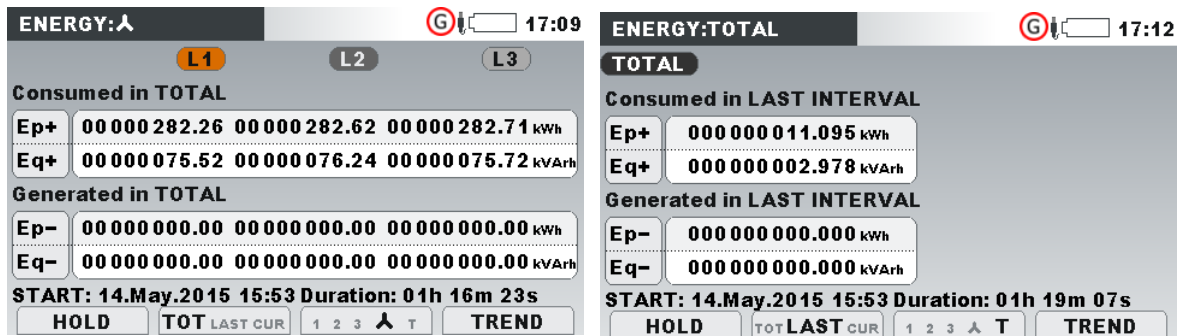 ENERGY:⅄ G 17:09
L1 L2 L3
Consumed in TOTAL
Ep+ 00000282.26 00000282.62 00000282.71 kWh
Eq+ 00000075.52 00000076.24 00000075.72 kVArh
Generated in TOTAL
Ep- 00000000.00 00000000.00 00000000.00 kWh
Eq- 00000000.00 00000000.00 00000000.00 kVArh
START: 14.May.2015 15:53 Duration: 01h 16m 23s
HOLD TOT LAST CUR 1 2 3 ⅄ T TREND
ENERGY:TOTAL G 17:12
TOTAL
Consumed in LAST INTERVAL
Ep+ 000000011.095 kWh
Eq+ 000000002.978 kVArh
Generated in LAST INTERVAL
Ep- 000000000.000 kWh
Eq- 000000000.000 kVArh
START: 14.May.2015 15:53 Duration: 01h 19m 07s
HOLD TOT LAST CUR 1 2 3 ⅄ T TREND